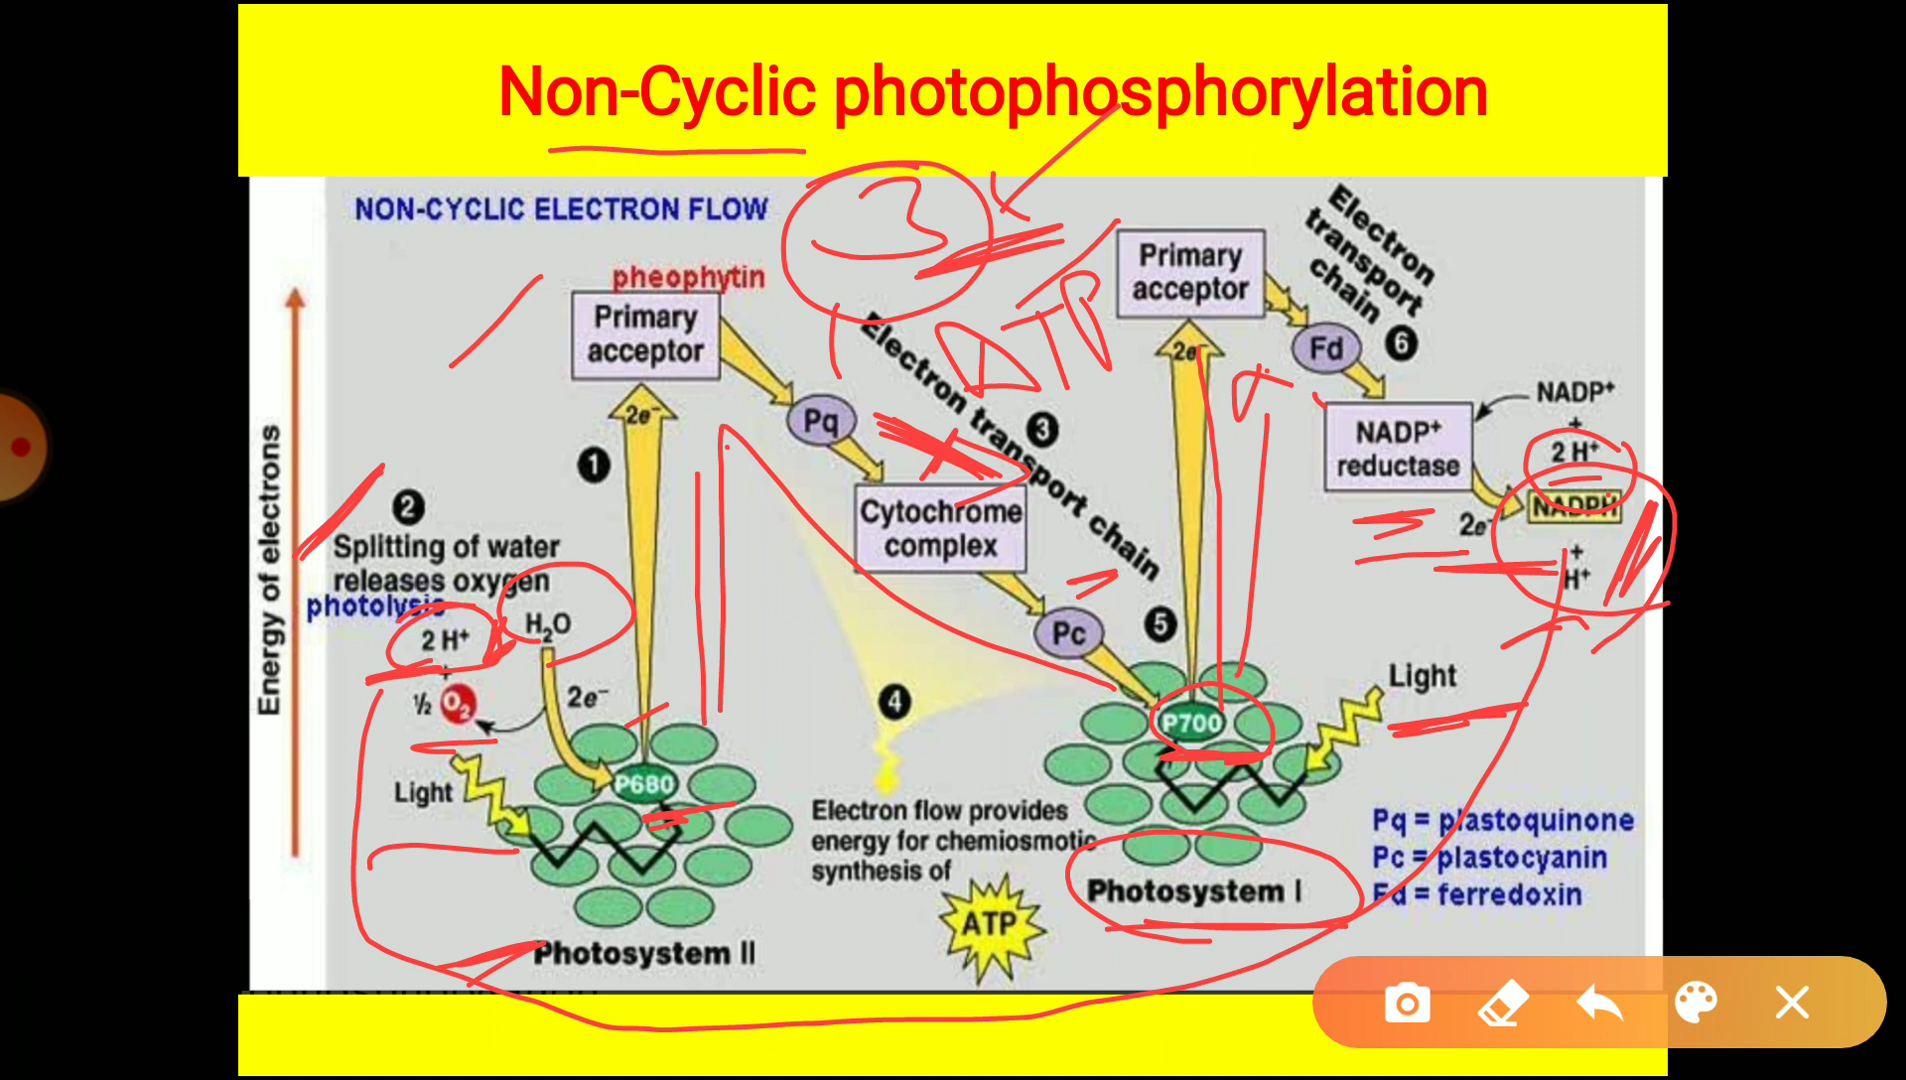 Non-Cyclic photophosphorylation
NON-CYCLIC ELECTRON FLOW
3
ATP
pheophytin
Primary
acceptor
2e⁻
1
Pq
Electron transport chain
3
Cytochrome
complex
Pc
5
Primary
acceptor
2e⁻
Electron
transport
chain 6
Fd
NADP⁺
reductase
NADP⁺
+
2 H⁺
NADPH
+
H⁺
2e⁻
Energy of electrons
2
Splitting of water
releases oxygen
photolysis
H₂O
2 H⁺
+
½ O₂
2e⁻
Light
P680
Photosystem II
4
Electron flow provides
energy for chemiosmotic
synthesis of
ATP
P700
Light
Photosystem I
Pq = plastoquinone
Pc = plastocyanin
Fd = ferredoxin